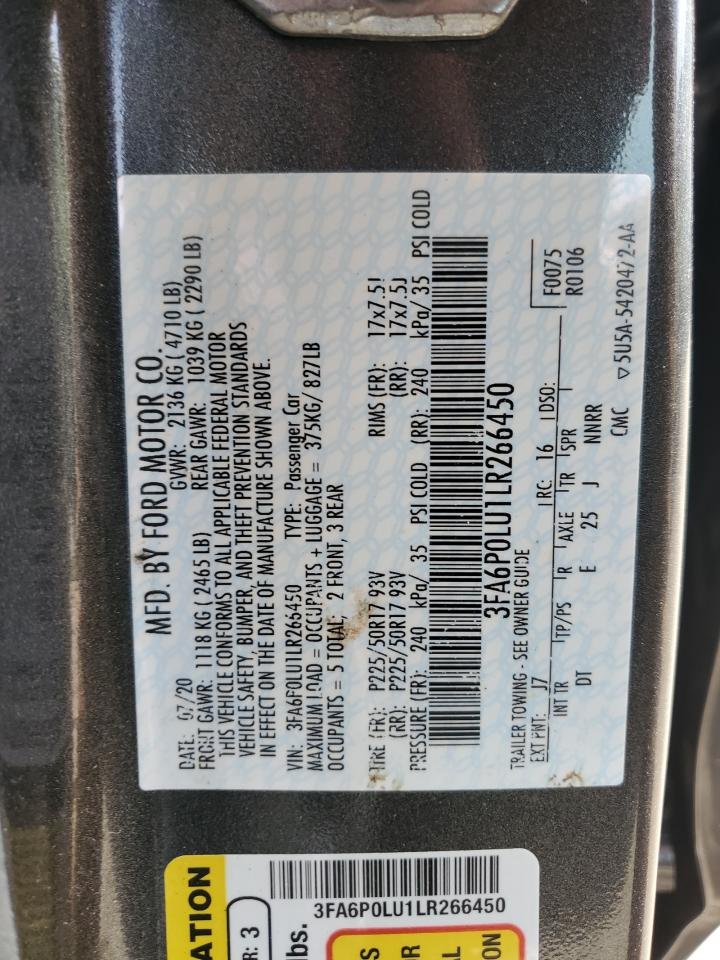 MFD. BY FORD MOTOR CO.
DATE: 07/20 GVWR: 2136 KG ( 4710 LB)
FRONT GAWR: 1118 KG ( 2465 LB) REAR GAWR: 1039 KG ( 2290 LB)
THIS VEHICLE CONFORMS TO ALL APPLICABLE FEDERAL MOTOR
VEHICLE SAFETY, BUMPER, AND THEFT PREVENTION STANDARDS
IN EFFECT ON THE DATE OF MANUFACTURE SHOWN ABOVE.
VIN: 3FA6P0LU1LR266450 TYPE: Passenger Car
MAXIMUM LOAD = OCCUPANTS + LUGGAGE = 375KG/ 827LB
OCCUPANTS = 5 TOTAL; 2 FRONT, 3 REAR
TIRE (FR): P225/50R17 93V RIMS (FR): 17x7.5J
(RR): P225/50R17 93V (RR): 17x7.5J
PRESSURE (FR): 240 kPa/ 35 PSI COLD (RR): 240 kPa/ 35 PSI COLD
3FA6P0LU1LR266450
TRAILER TOWING - SEE OWNER GUIDE
EXT PNT: J7 RC: 16 DSO: F0075
R0106
INT TR TP/PS R AXLE TR SPR
DT E 25 J NNRR
CMC ▽5U5A-5420472-AA
3FA6P0LU1LR266450
ATION
R: 3
lbs.
S
OR
AL
ON